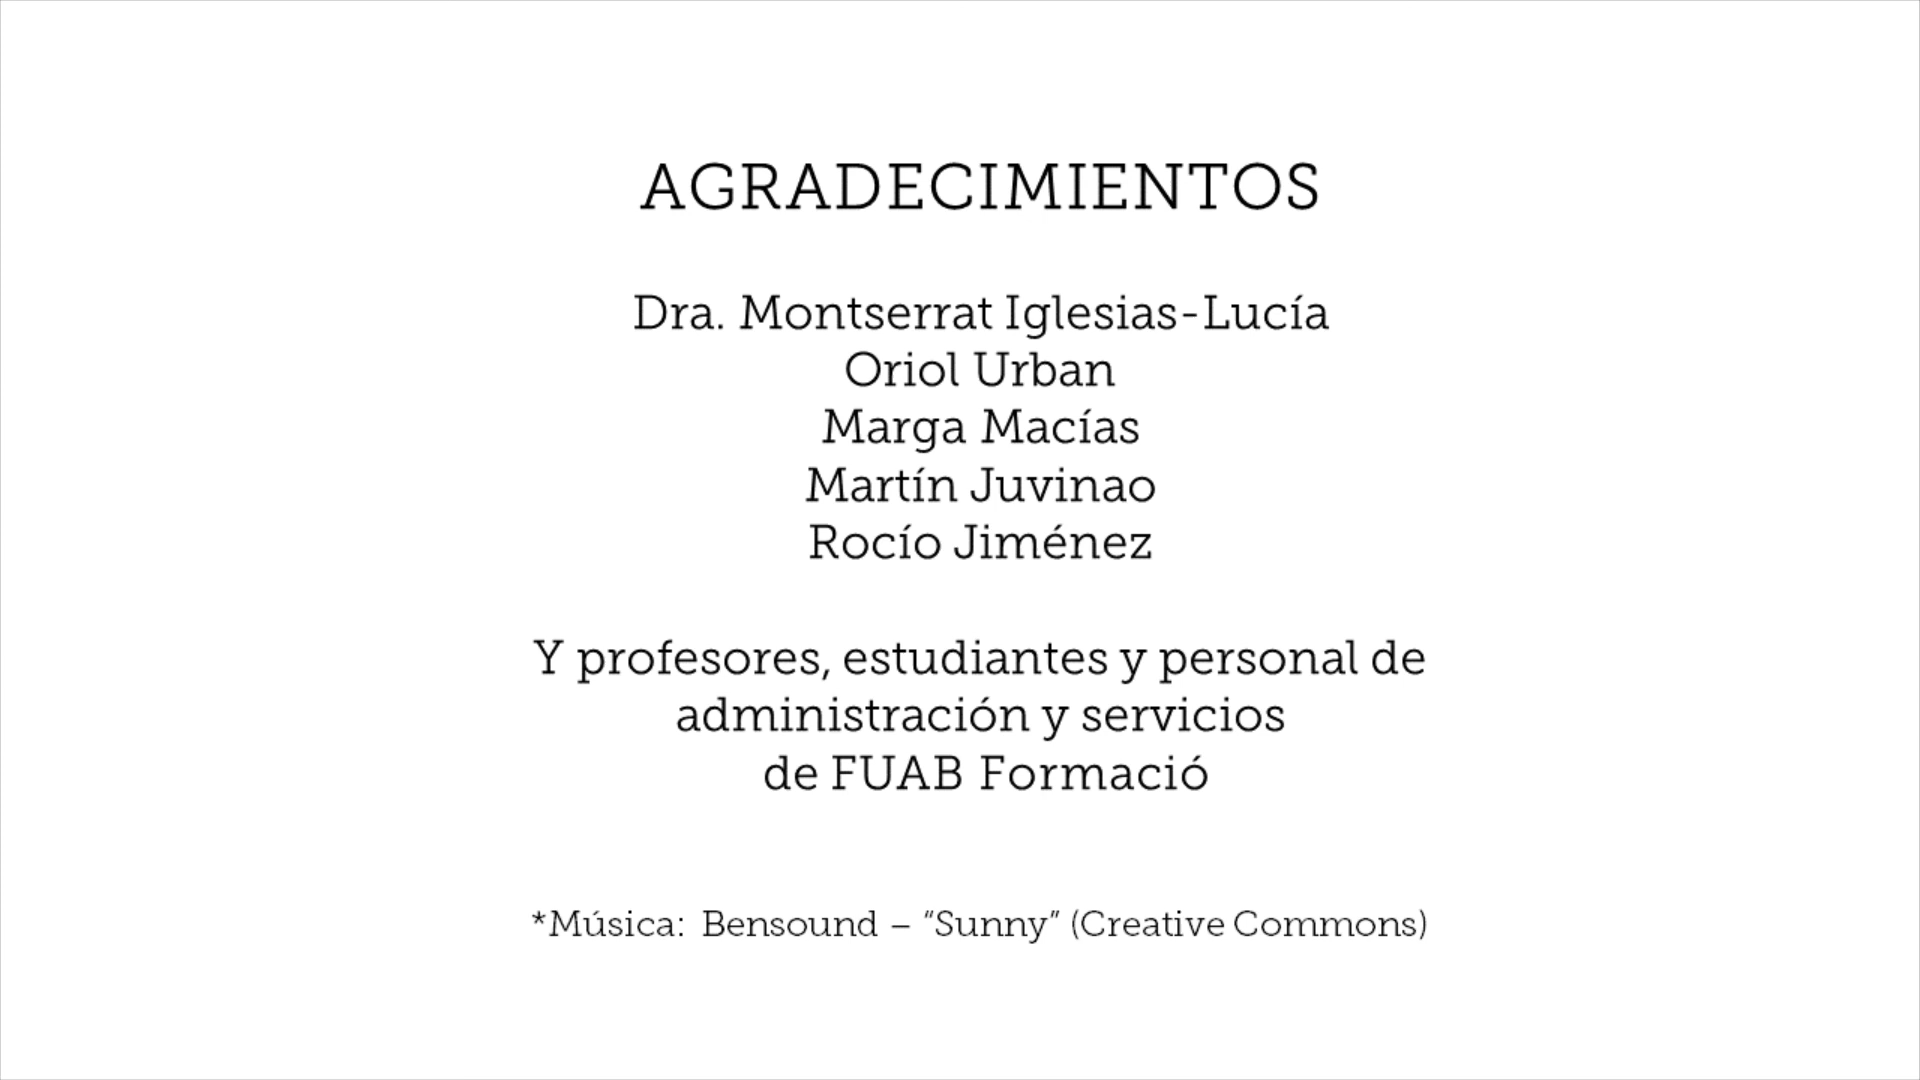 AGRADECIMIENTOS
Dra. Montserrat Iglesias-Lucía
Oriol Urban
Marga Macías
Martín Juvinao
Rocío Jiménez
Y profesores, estudiantes y personal de
administración y servicios
de FUAB Formació
*Música: Bensound – “Sunny” (Creative Commons)